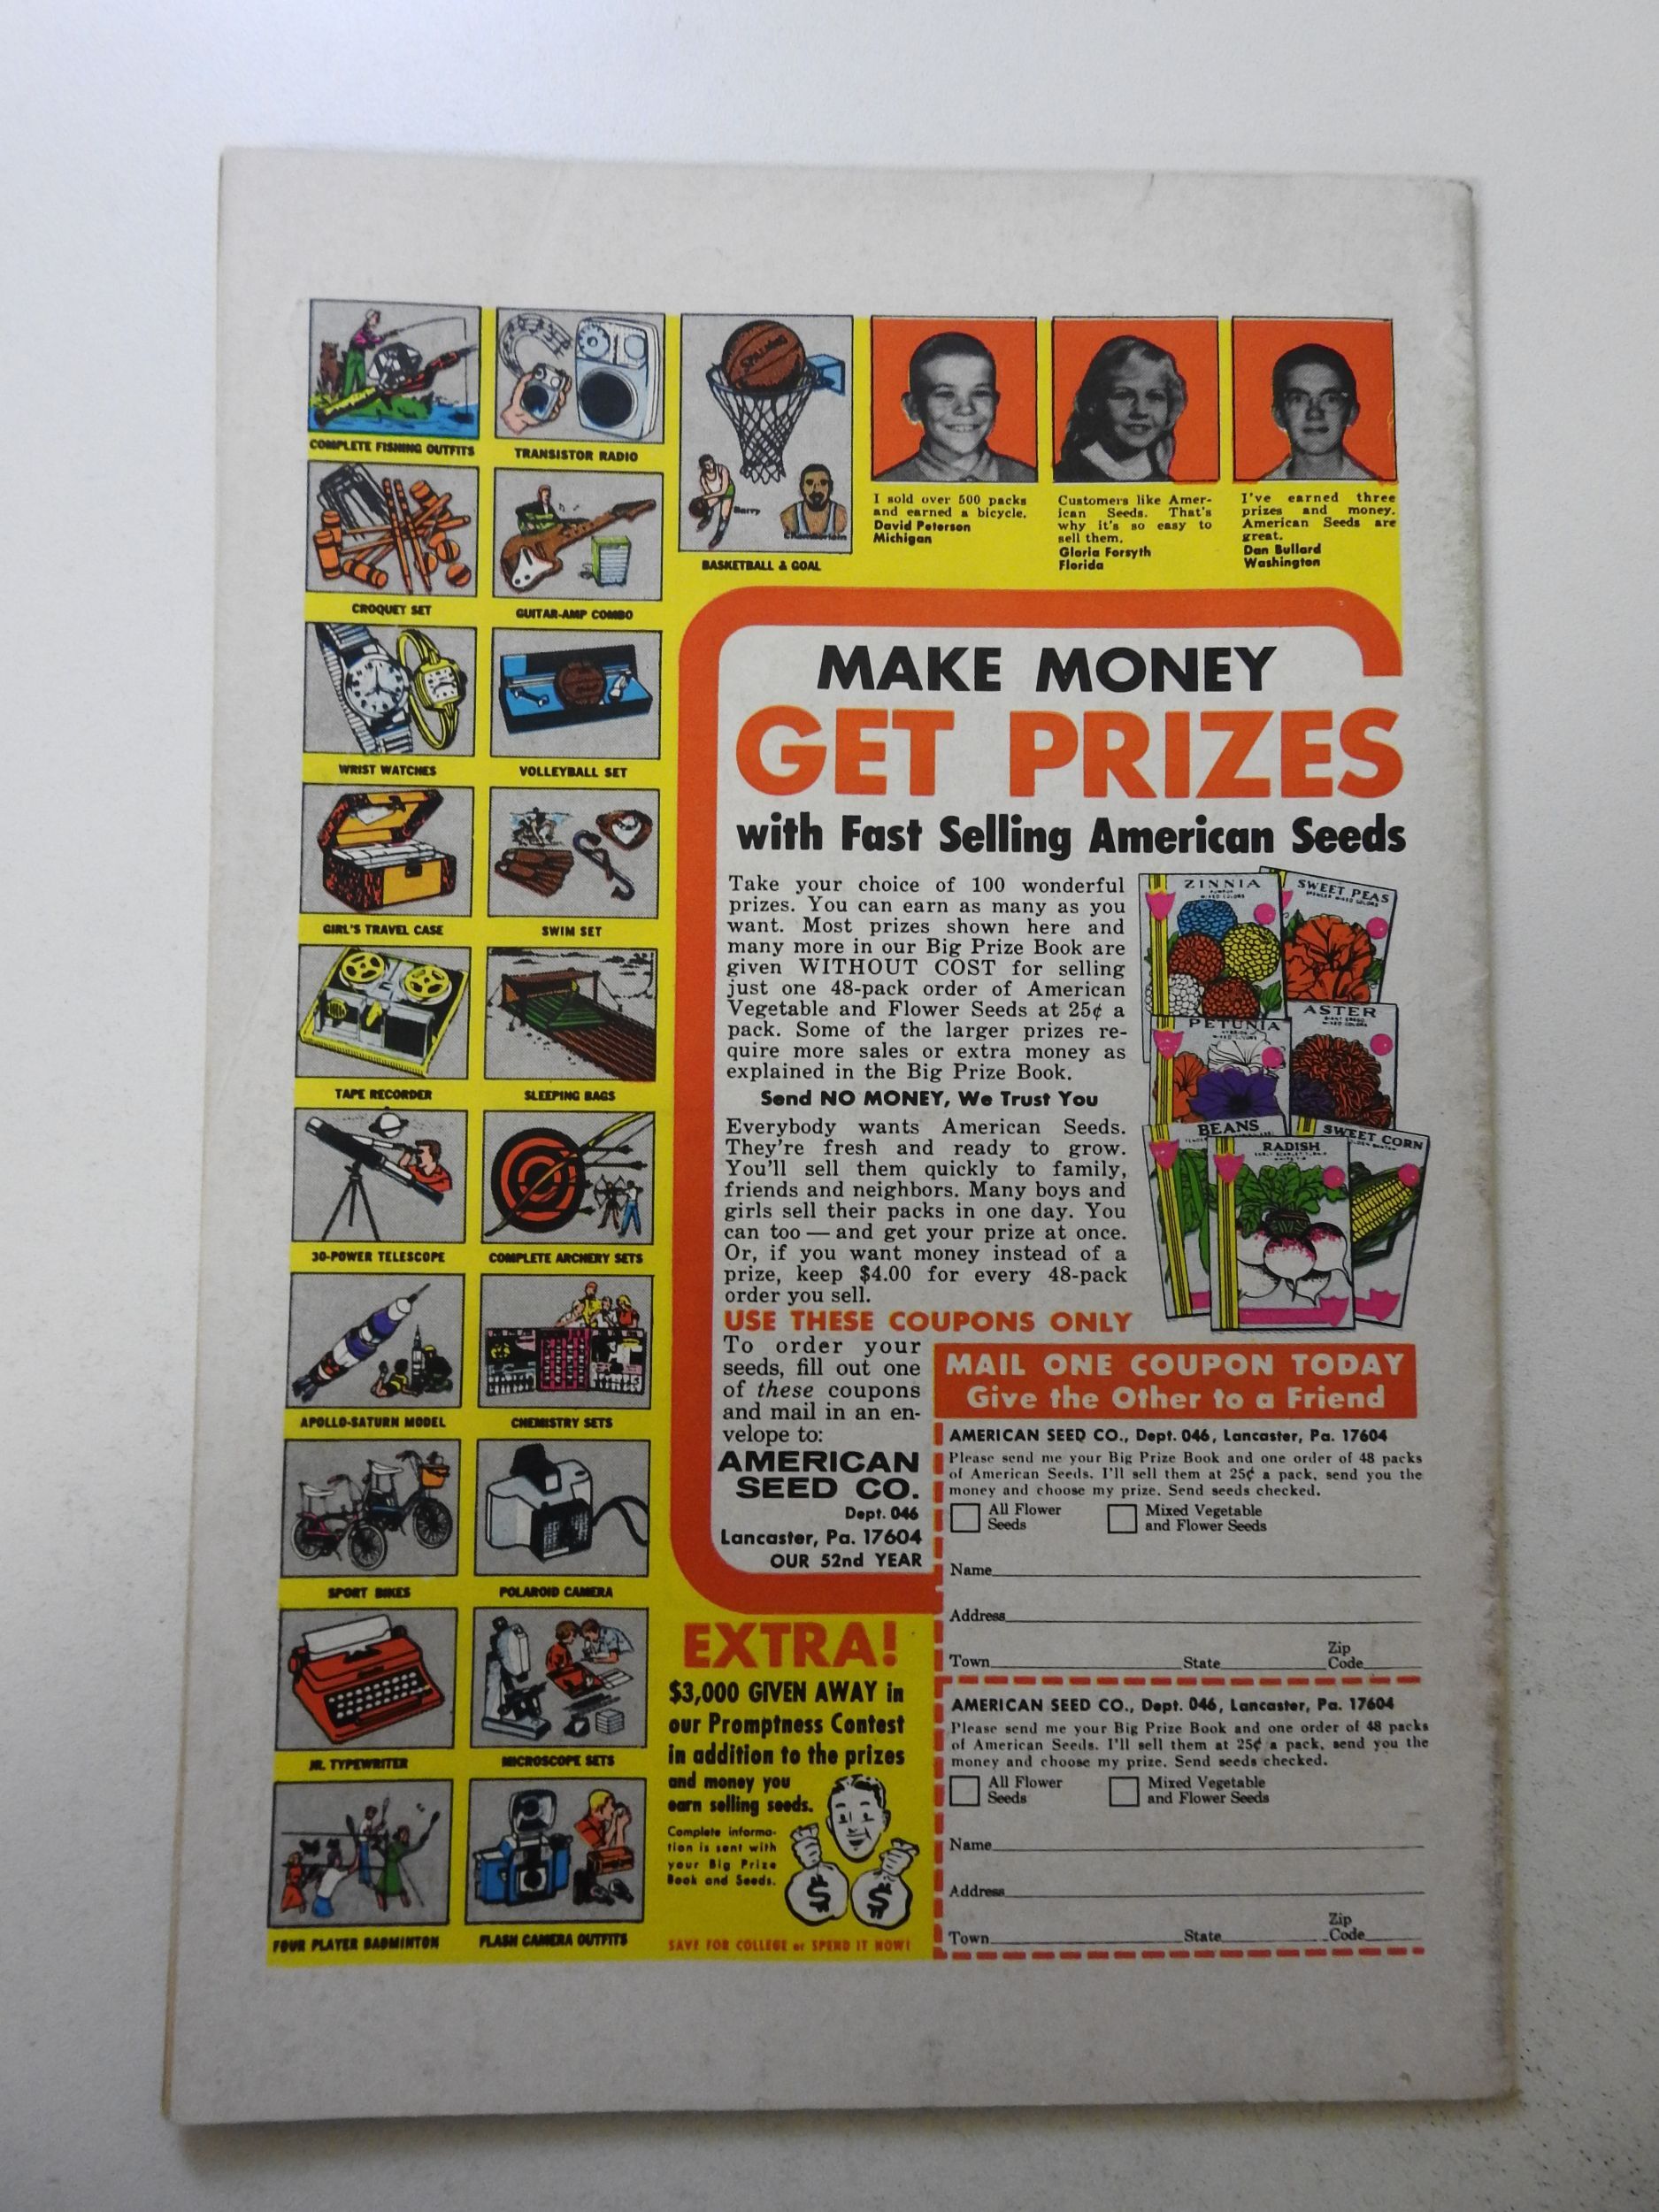 COMPLETE FISHING OUTFITS
TRANSISTOR RADIO
CROQUET SET
GUITAR-AMP COMBO
WRIST WATCHES
VOLLEYBALL SET
GIRL'S TRAVEL CASE
SWIM SET
TAPE RECORDER
SLEEPING BAGS
30-POWER TELESCOPE
COMPLETE ARCHERY SETS
APOLLO-SATURN MODEL
CHEMISTRY SETS
SPORT BIKES
POLAROID CAMERA
JR. TYPEWRITER
MICROSCOPE SETS
FOUR PLAYER BADMINTON
FLASH CAMERA OUTFITS
SPALDING
Barry
Chamberlain
BASKETBALL & GOAL
I sold over 500 packs
and earned a bicycle.
David Peterson
Michigan
Customers like Amer-
ican Seeds. That's
why it's so easy to
sell them.
Gloria Forsyth
Florida
I've earned three
prizes and money.
American Seeds are
great.
Dan Bullard
Washington
MAKE MONEY
GET PRIZES
with Fast Selling American Seeds
Take your choice of 100 wonderful
prizes. You can earn as many as you
want. Most prizes shown here and
many more in our Big Prize Book are
given WITHOUT COST for selling
just one 48-pack order of American
Vegetable and Flower Seeds at 25¢ a
pack. Some of the larger prizes re-
quire more sales or extra money as
explained in the Big Prize Book.
Send NO MONEY, We Trust You
Everybody wants American Seeds.
They're fresh and ready to grow.
You'll sell them quickly to family,
friends and neighbors. Many boys and
girls sell their packs in one day. You
can too — and get your prize at once.
Or, if you want money instead of a
prize, keep $4.00 for every 48-pack
order you sell.
ZINNIA
MIXED COLORS
SWEET PEAS
MIXED COLORS
PETUNIA
MIXED COLORS
ASTER
MIXED COLORS
BEANS
RADISH
SWEET CORN
USE THESE COUPONS ONLY
To order your
seeds, fill out one
of these coupons
and mail in an en-
velope to:
AMERICAN
SEED CO.
Dept. 046
Lancaster, Pa. 17604
OUR 52nd YEAR
EXTRA!
$3,000 GIVEN AWAY in
our Promptness Contest
in addition to the prizes
and money you
earn selling seeds.
Complete informa-
tion is sent with
your Big Prize
Book and Seeds.
$ $
SAVE FOR COLLEGE or SPEND IT NOW!
MAIL ONE COUPON TODAY
Give the Other to a Friend
AMERICAN SEED CO., Dept. 046, Lancaster, Pa. 17604
Please send me your Big Prize Book and one order of 48 packs
of American Seeds. I'll sell them at 25¢ a pack, send you the
money and choose my prize. Send seeds checked.
All Flower
Seeds
Mixed Vegetable
and Flower Seeds
Name
Address
Town State Zip
Code
AMERICAN SEED CO., Dept. 046, Lancaster, Pa. 17604
Please send me your Big Prize Book and one order of 48 packs
of American Seeds. I'll sell them at 25¢ a pack, send you the
money and choose my prize. Send seeds checked.
All Flower
Seeds
Mixed Vegetable
and Flower Seeds
Name
Address
Town State Zip
Code